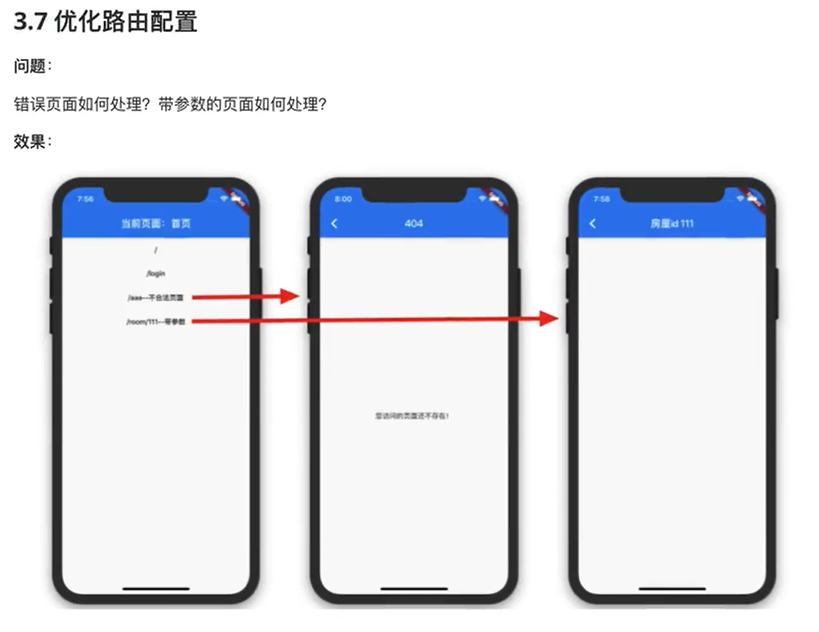 3.7 优化路由配置
问题：
错误页面如何处理？带参数的页面如何处理？
效果：
7:56
当前页面：首页
/
/login
/aaa---不合法页面
/room/111---带参数
8:00
404
您访问的页面还不存在！
7:58
房屋id 111